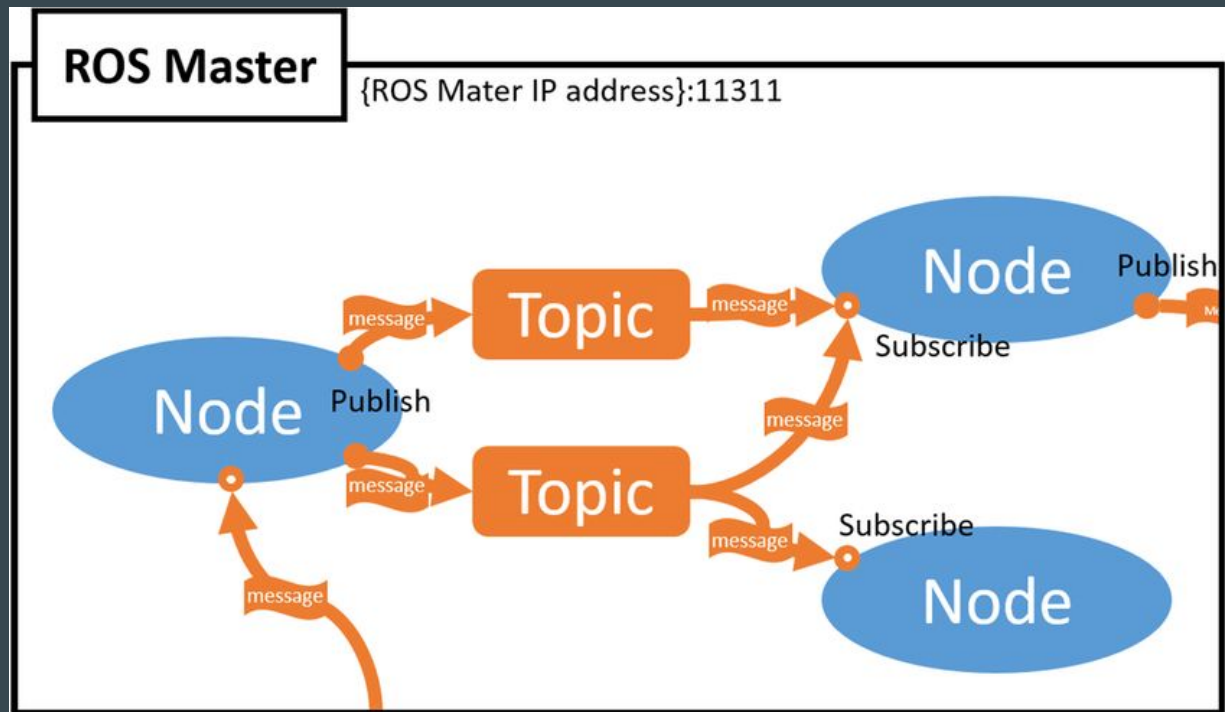 ROS Master
{ROS Mater IP address}:11311
Node
Publish
message
Topic
message
Subscribe
Node
Publish
message
Topic
message
message
Subscribe
Node
message